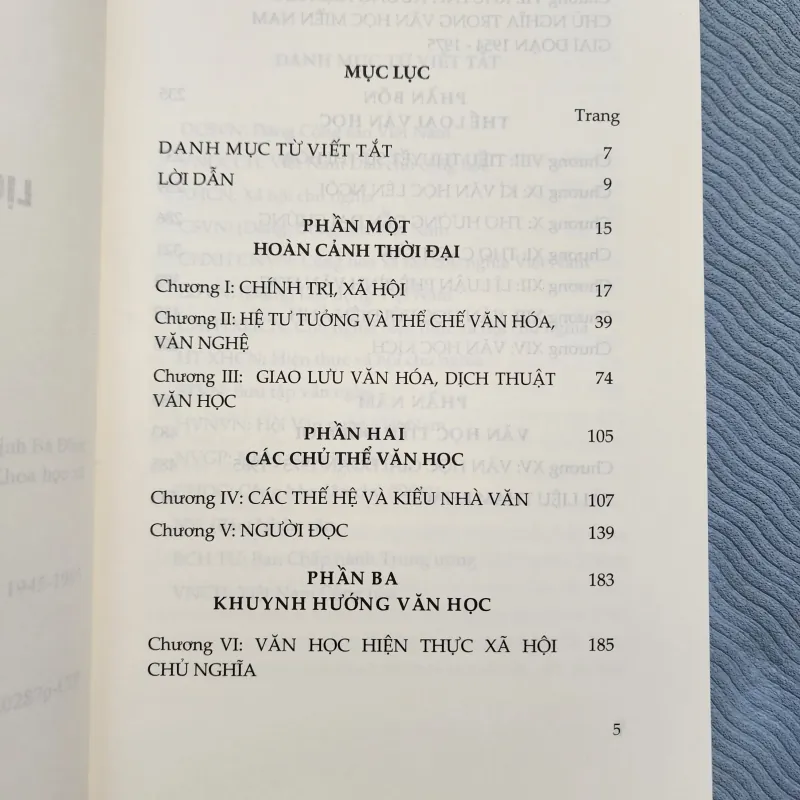 MỤC LỤC
Trang
DANH MỤC TỪ VIẾT TẮT 7
LỜI DẪN 9
PHẦN MỘT 15
HOÀN CẢNH THỜI ĐẠI
Chương I: CHÍNH TRỊ, XÃ HỘI 17
Chương II: HỆ TƯ TƯỞNG VÀ THỂ CHẾ VĂN HÓA, 39
VĂN NGHỆ
Chương III: GIAO LƯU VĂN HÓA, DỊCH THUẬT 74
VĂN HỌC
PHẦN HAI 105
CÁC CHỦ THỂ VĂN HỌC
Chương IV: CÁC THẾ HỆ VÀ KIỂU NHÀ VĂN 107
Chương V: NGƯỜI ĐỌC 139
PHẦN BA 183
KHUYNH HƯỚNG VĂN HỌC
Chương VI: VĂN HỌC HIỆN THỰC XÃ HỘI 185
CHỦ NGHĨA
5